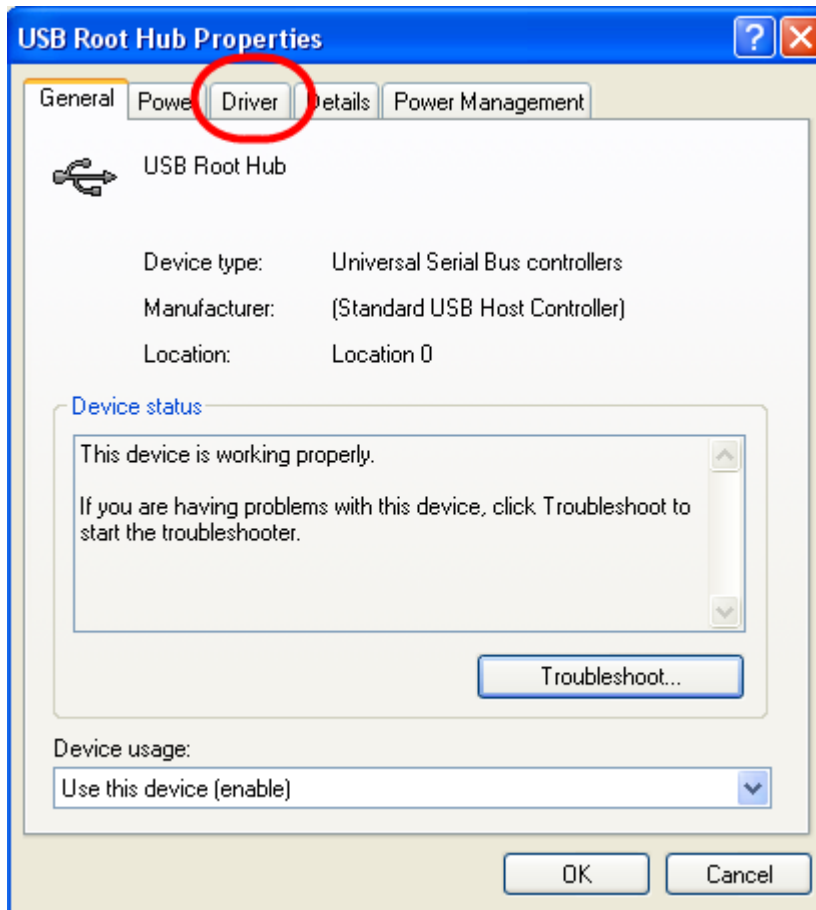 USB Root Hub Properties
General Power Driver Details Power Management
USB Root Hub
Device type: Universal Serial Bus controllers
Manufacturer: (Standard USB Host Controller)
Location: Location 0
Device status
This device is working properly.
If you are having problems with this device, click Troubleshoot to
start the troubleshooter.
Troubleshoot...
Device usage:
Use this device (enable)
OK Cancel